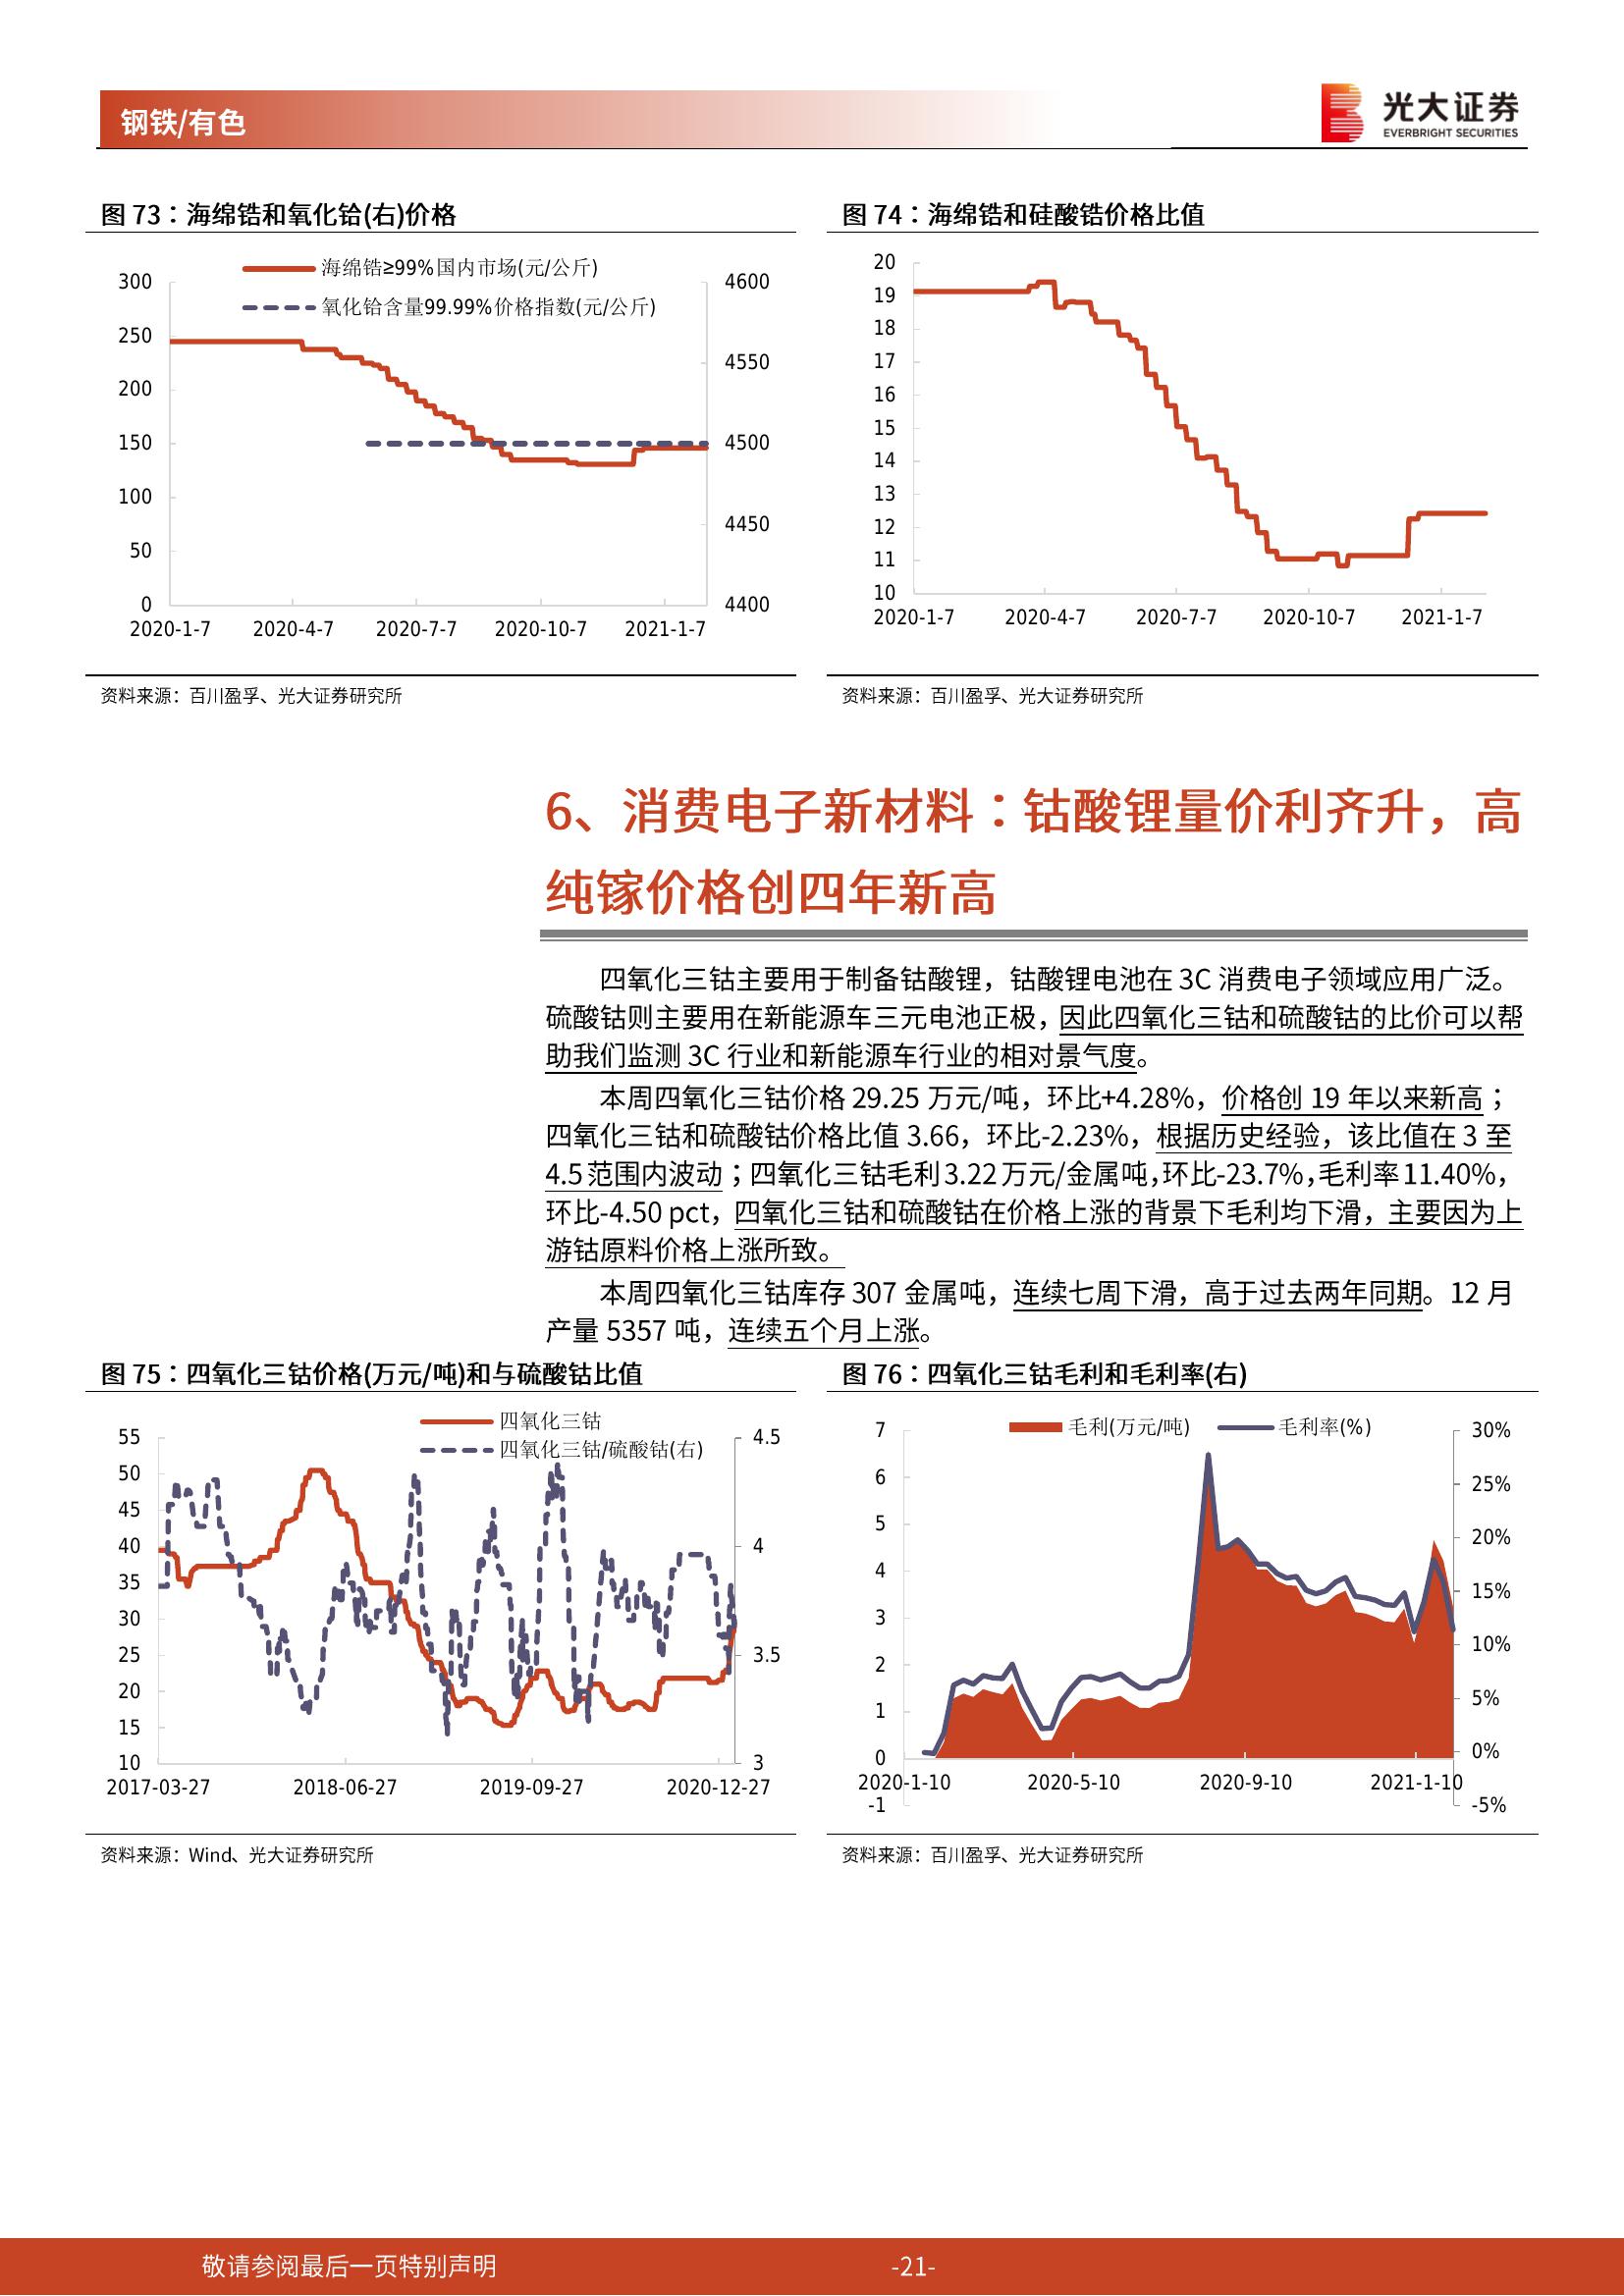 钢铁/有色
光大证券
EVERBRIGHT SECURITIES
图 73：海绵锆和氧化铪(右)价格
海绵锆≥99%国内市场(元/公斤)
氧化铪含量99.99%价格指数(元/公斤)
300
250
200
150
100
50
0
4600
4550
4500
4450
4400
2020-1-7 2020-4-7 2020-7-7 2020-10-7 2021-1-7
资料来源：百川盈孚、光大证券研究所
图 74：海绵锆和硅酸锆价格比值
20
19
18
17
16
15
14
13
12
11
10
2020-1-7 2020-4-7 2020-7-7 2020-10-7 2021-1-7
资料来源：百川盈孚、光大证券研究所
6、消费电子新材料：钴酸锂量价利齐升，高
纯镓价格创四年新高
四氧化三钴主要用于制备钴酸锂，钴酸锂电池在 3C 消费电子领域应用广泛。
硫酸钴则主要用在新能源车三元电池正极，因此四氧化三钴和硫酸钴的比价可以帮
助我们监测 3C 行业和新能源车行业的相对景气度。
本周四氧化三钴价格 29.25 万元/吨，环比+4.28%，价格创 19 年以来新高；
四氧化三钴和硫酸钴价格比值 3.66，环比-2.23%，根据历史经验，该比值在 3 至
4.5 范围内波动；四氧化三钴毛利 3.22 万元/金属吨，环比-23.7%，毛利率 11.40%，
环比-4.50 pct，四氧化三钴和硫酸钴在价格上涨的背景下毛利均下滑，主要因为上
游钴原料价格上涨所致。
本周四氧化三钴库存 307 金属吨，连续七周下滑，高于过去两年同期。12 月
产量 5357 吨，连续五个月上涨。
图 75：四氧化三钴价格(万元/吨)和与硫酸钴比值
四氧化三钴
四氧化三钴/硫酸钴(右)
55
50
45
40
35
30
25
20
15
10
4.5
4
3.5
3
2017-03-27 2018-06-27 2019-09-27 2020-12-27
资料来源：Wind、光大证券研究所
图 76：四氧化三钴毛利和毛利率(右)
毛利(万元/吨) 毛利率(%)
7
6
5
4
3
2
1
0
-1
30%
25%
20%
15%
10%
5%
0%
-5%
2020-1-10 2020-5-10 2020-9-10 2021-1-10
资料来源：百川盈孚、光大证券研究所
敬请参阅最后一页特别声明
-21-